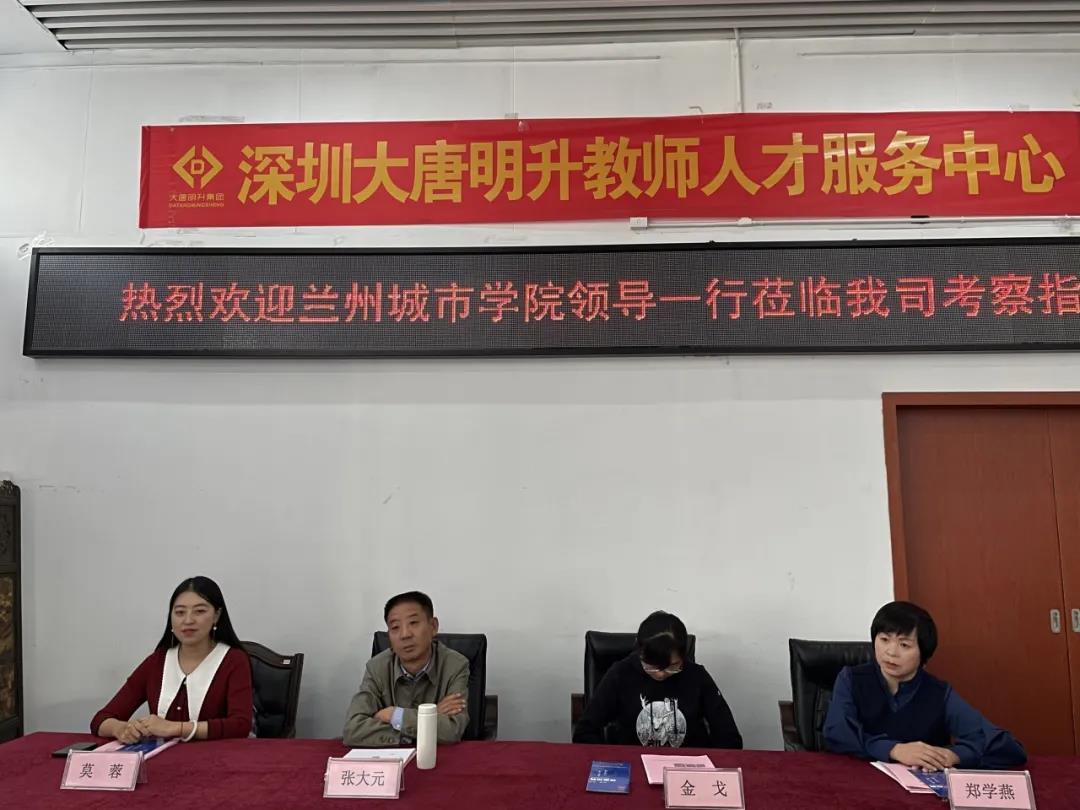 深圳大唐明升教师人才服务中心
大唐明升集团
DATANGMINGSHENG
热烈欢迎兰州城市学院领导一行莅临我司考察指
莫 蓉
张大元
金 戈
郑学燕